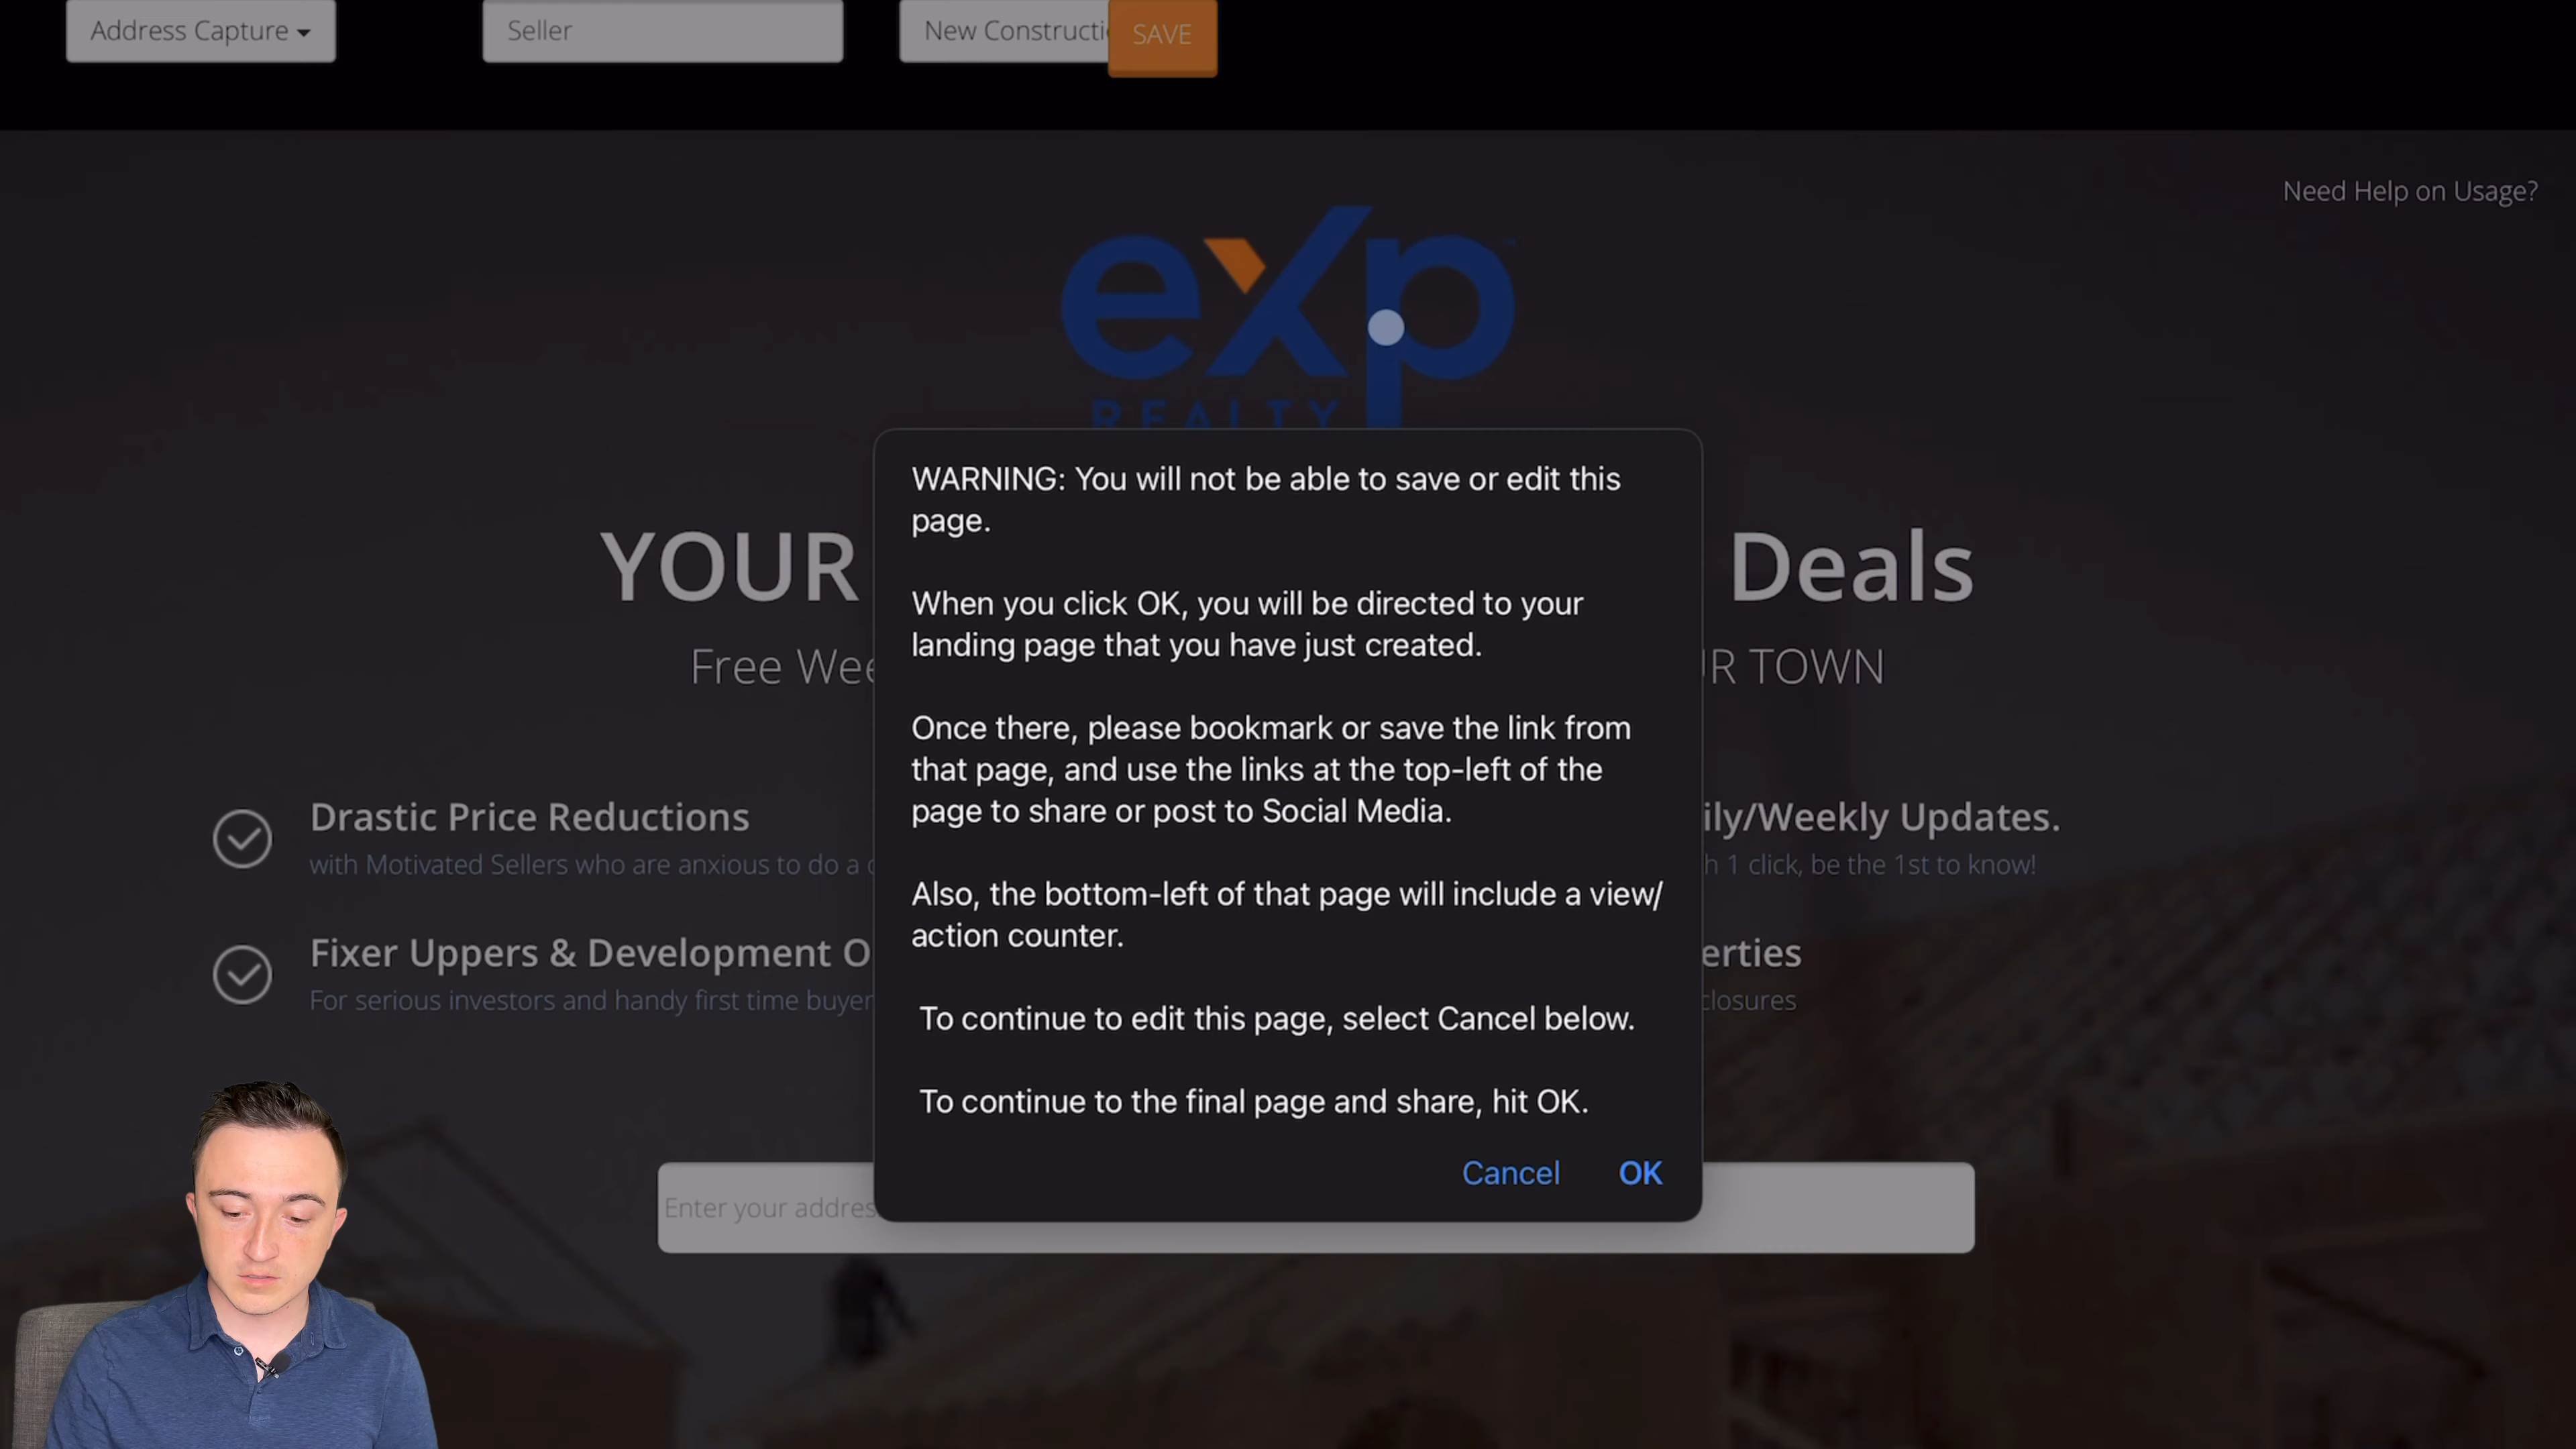 Address Capture
Seller
New Constructi
SAVE
Need Help on Usage?
exp
REALTY
YOUR
Deals
Free Wee
UR TOWN
WARNING: You will not be able to save or edit this
page.
When you click OK, you will be directed to your
landing page that you have just created.
Once there, please bookmark or save the link from
that page, and use the links at the top-left of the
page to share or post to Social Media.
Also, the bottom-left of that page will include a view/
action counter.
To continue to edit this page, select Cancel below.
To continue to the final page and share, hit OK.
Cancel
OK
Drastic Price Reductions
with Motivated Sellers who are anxious to do a
ily/Weekly Updates.
h 1 click, be the 1st to know!
Fixer Uppers & Development O
For serious investors and handy first time buyer
erties
closures
Enter your addres